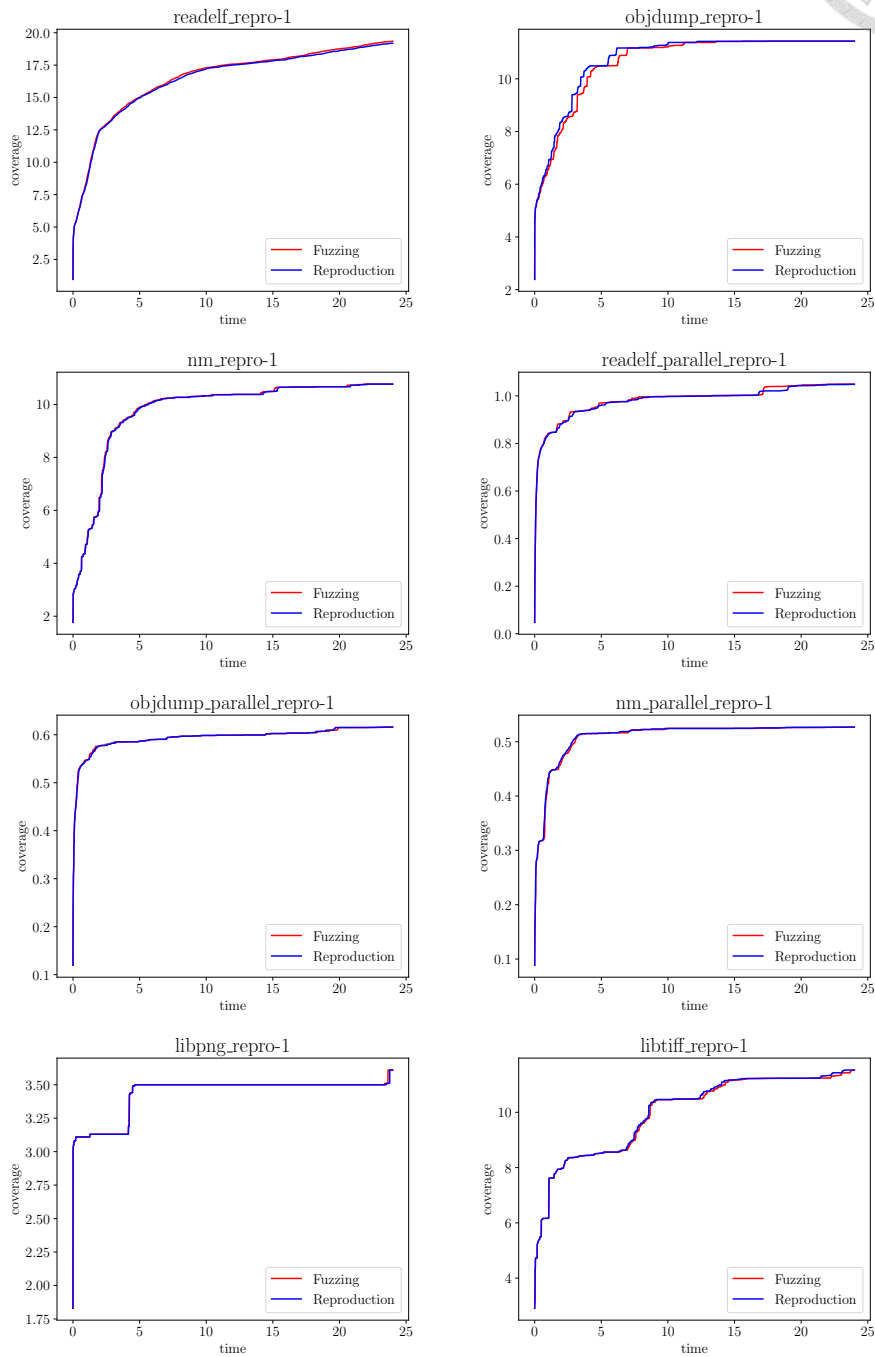 readelf_repro-1
objdump_repro-1
20.0
17.5
15.0
12.5
10.0
7.5
5.0
2.5
coverage
0 5 10 15 20 25
time
Fuzzing
Reproduction
10
8
6
4
2
coverage
0 5 10 15 20 25
time
Fuzzing
Reproduction
nm_repro-1
readelf_parallel_repro-1
10
8
6
4
2
coverage
0 5 10 15 20 25
time
Fuzzing
Reproduction
1.0
0.8
0.6
0.4
0.2
0.0
coverage
0 5 10 15 20 25
time
Fuzzing
Reproduction
objdump_parallel_repro-1
nm_parallel_repro-1
0.6
0.5
0.4
0.3
0.2
0.1
coverage
0 5 10 15 20 25
time
Fuzzing
Reproduction
0.5
0.4
0.3
0.2
0.1
coverage
0 5 10 15 20 25
time
Fuzzing
Reproduction
libpng_repro-1
libtiff_repro-1
3.50
3.25
3.00
2.75
2.50
2.25
2.00
1.75
coverage
0 5 10 15 20 25
time
Fuzzing
Reproduction
10
8
6
4
coverage
0 5 10 15 20 25
time
Fuzzing
Reproduction